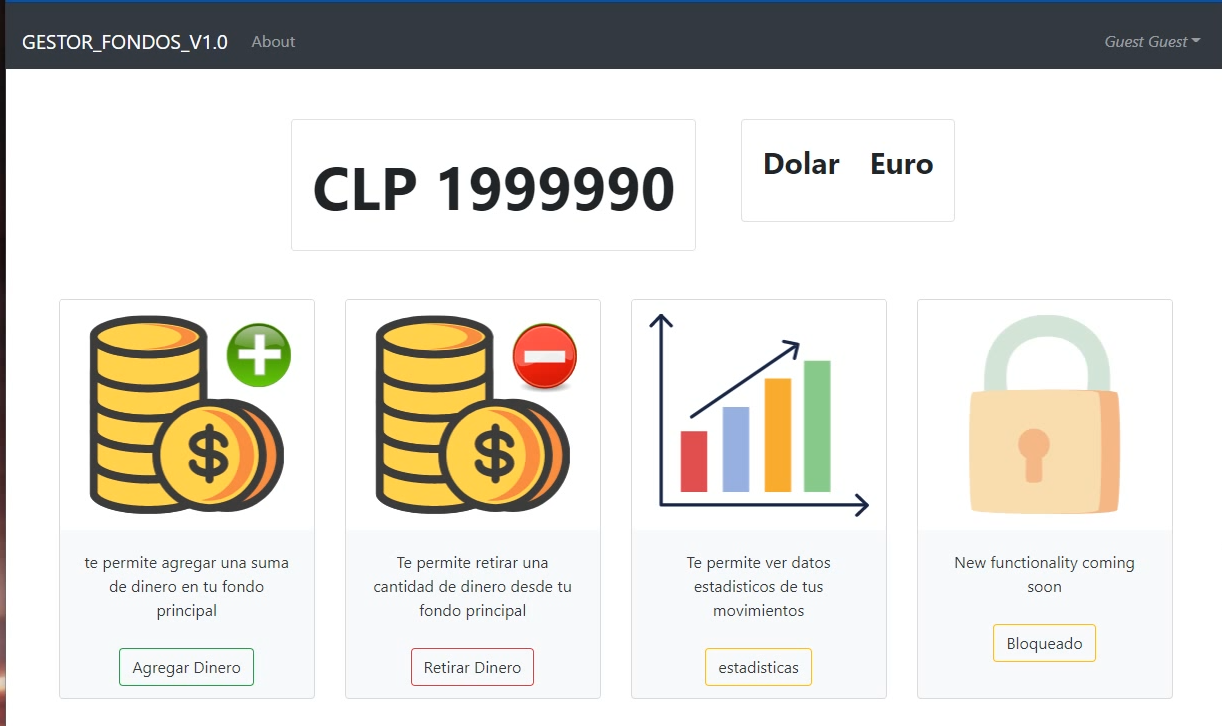 GESTOR_FONDOS_V1.0 About Guest Guest
CLP 1999990
Dolar Euro
$
te permite agregar una suma
de dinero en tu fondo
principal
Agregar Dinero
$
Te permite retirar una
cantidad de dinero desde tu
fondo principal
Retirar Dinero
Te permite ver datos
estadisticos de tus
movimientos
estadisticas
New functionality coming
soon
Bloqueado